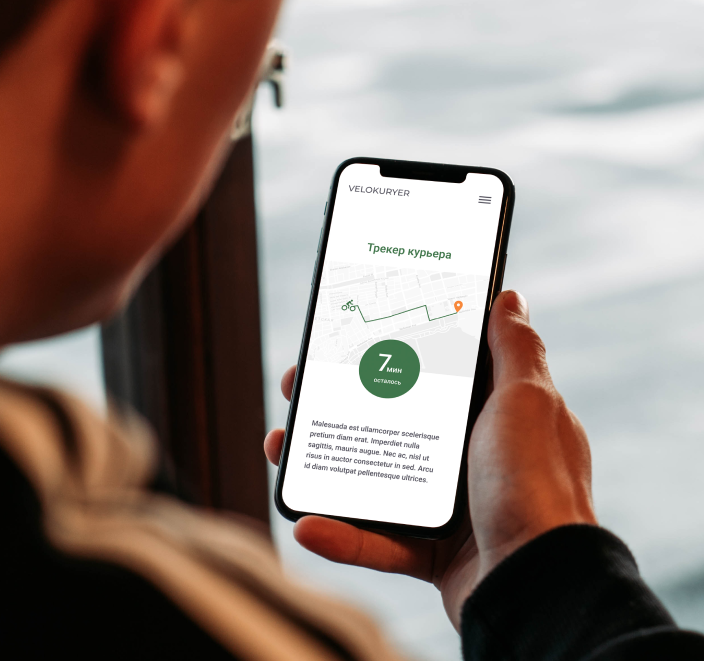 VELOKURYER
Трекер курьера
7мин
осталось
Malesuada est ullamcorper scelerisque
pretium diam erat. Imperdiet nulla
sagittis, mauris augue. Nec ac, nisl ut
risus in auctor consectetur in sed. Arcu
id diam volutpat pellentesque ultrices.